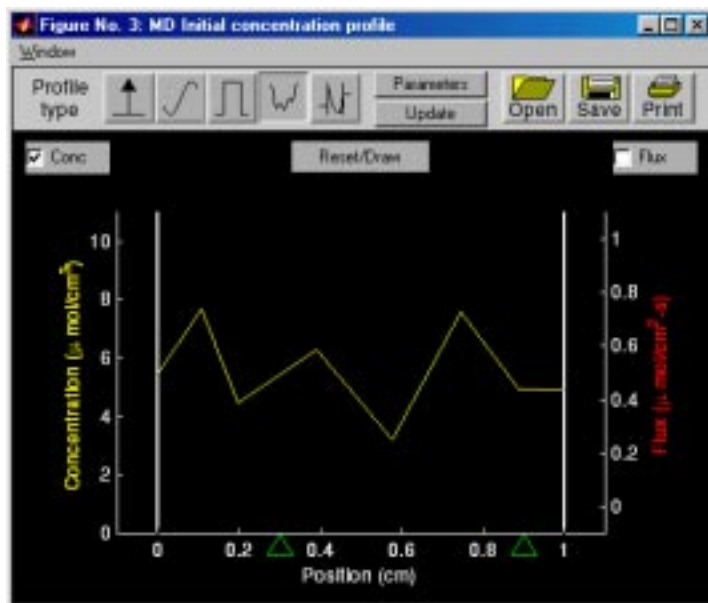 Figure No. 3: MD Initial concentration profile
Window
Profile type
Parameters
Update
Open
Save
Print
Conc
Reset/Draw
Flux
Concentration (μ mol/cm³)
10
8
6
4
2
0
0
0.2
0.4
0.6
0.8
1
Position (cm)
1
0.8
0.6
0.4
0.2
0
Flux (μ mol/cm²-s)